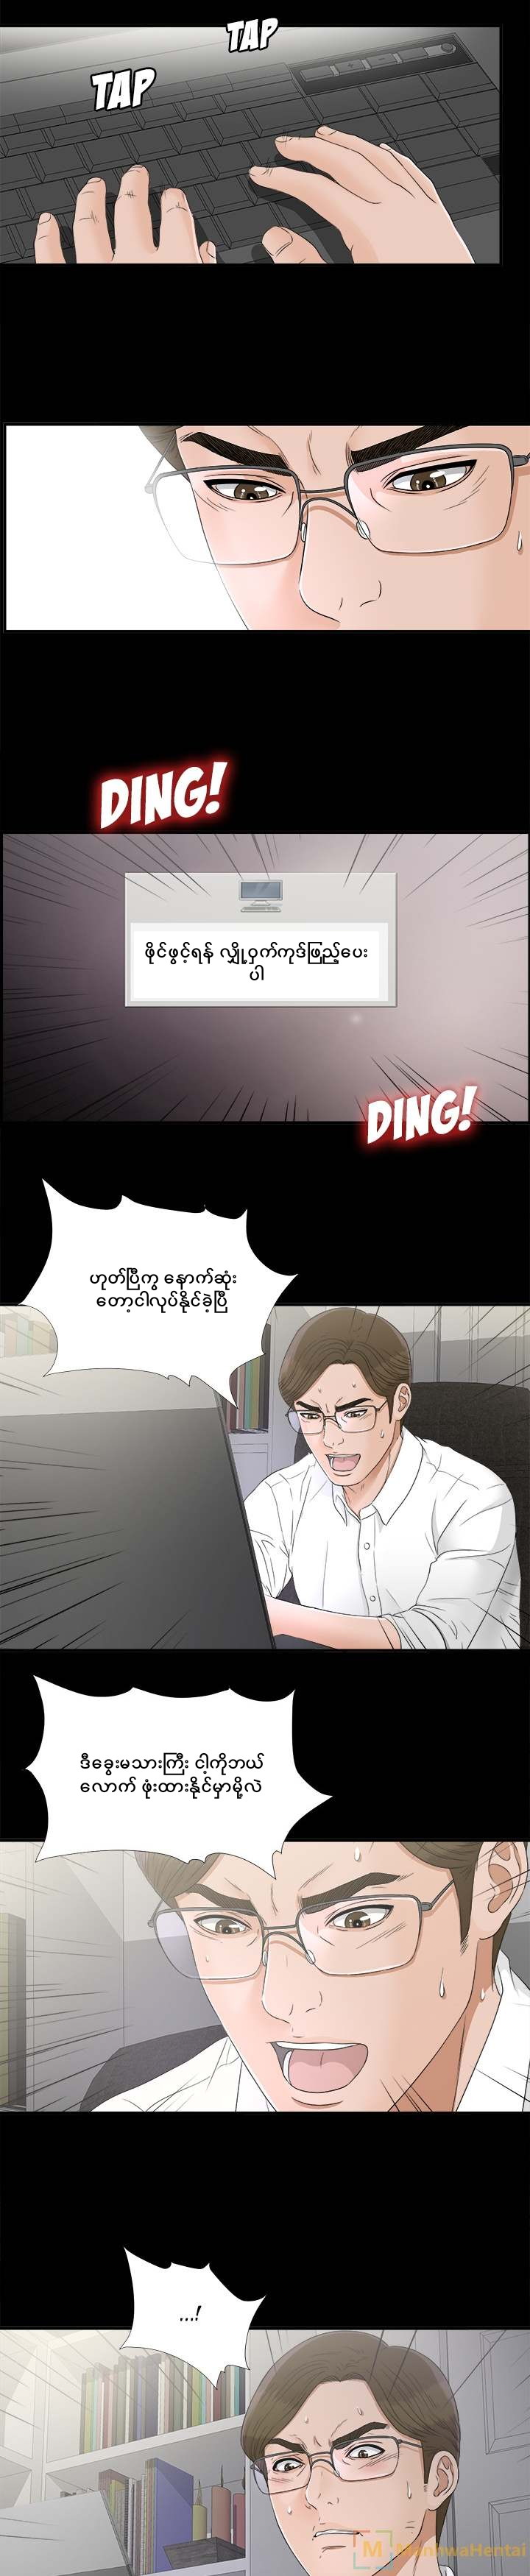 TAP
TAP
DING!
ဖိုင်ဖွင့်ရန် လျှို့ဝှက်ကုဒ်ဖြည့်ပေး
ပါ
DING!
ဟုတ်ပြီကွ နောက်ဆုံး
တော့ငါလုပ်နိုင်ခဲ့ပြီ
ဒီခွေးမသားကြီး ငါ့ကိုဘယ်
လောက် ဖုံးထားနိုင်မှာမို့လဲ
...!
M ManhwaHentai